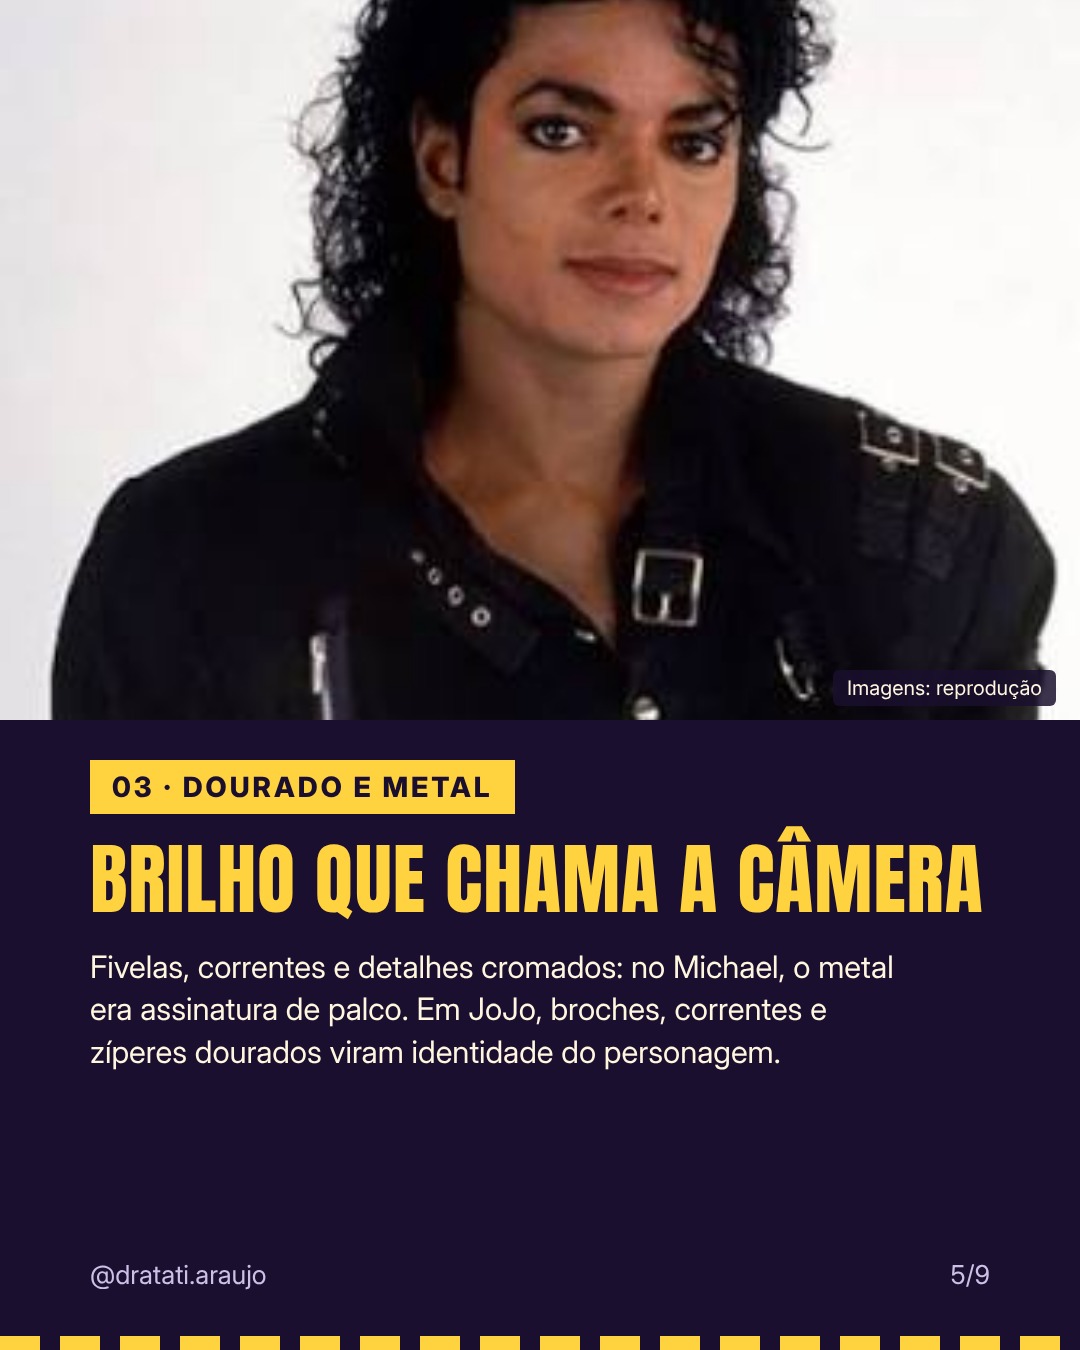 Imagens: reprodução
03 · DOURADO E METAL
BRILHO QUE CHAMA A CÂMERA
Fivelas, correntes e detalhes cromados: no Michael, o metal
era assinatura de palco. Em JoJo, broches, correntes e
zíperes dourados viram identidade do personagem.
@dratati.araujo
5/9